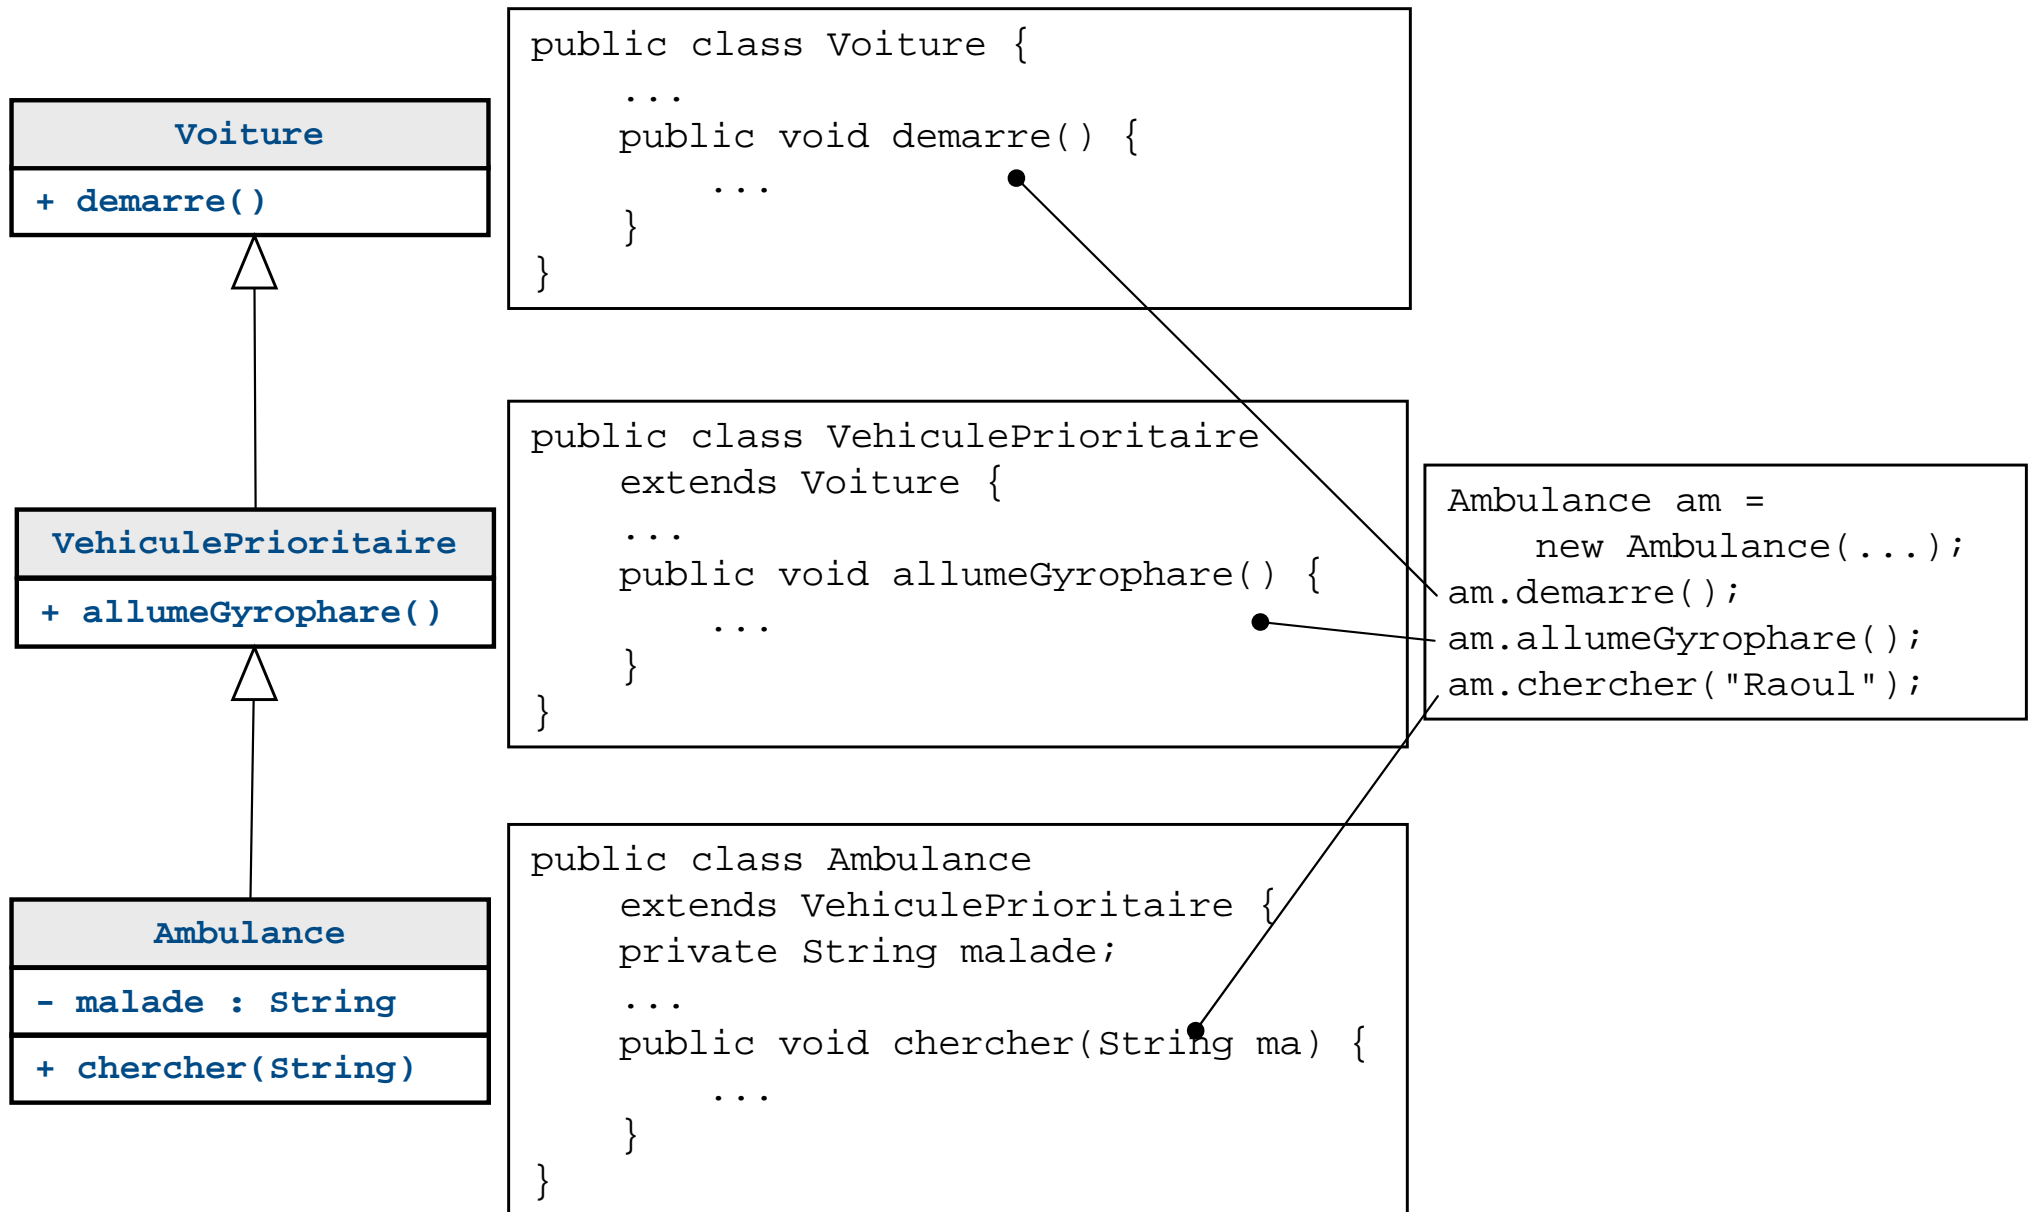 Voiture
+ demarre()
VehiculePrioritaire
+ allumeGyrophare()
Ambulance
- malade : String
+ chercher(String)
public class Voiture {
...
public void demarre() {
...
}
}
public class VehiculePrioritaire
extends Voiture {
...
public void allumeGyrophare() {
...
}
}
public class Ambulance
extends VehiculePrioritaire {
private String malade;
...
public void chercher(String ma) {
...
}
}
Ambulance am =
new Ambulance(...);
am.demarre();
am.allumeGyrophare();
am.chercher("Raoul");